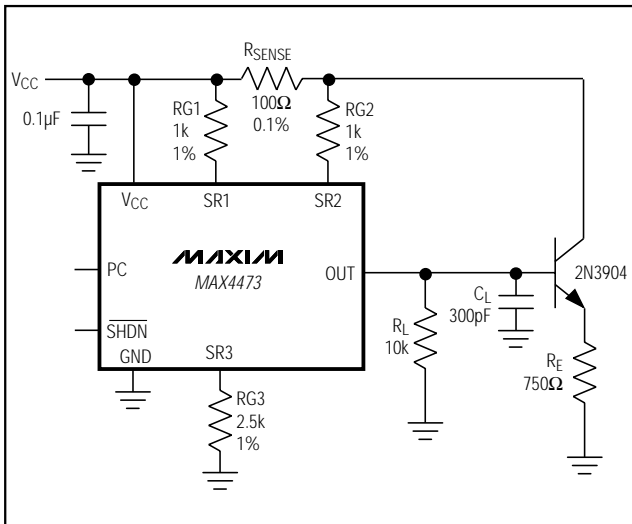 RSENSE
VCC
100Ω
0.1%
0.1µF
RG1
1k
1%
RG2
1k
1%
VCC
SR1
SR2
MAXIM
MAX4473
PC
OUT
2N3904
CL
300pF
SHDN
RL
10k
GND
SR3
RE
750Ω
RG3
2.5k
1%